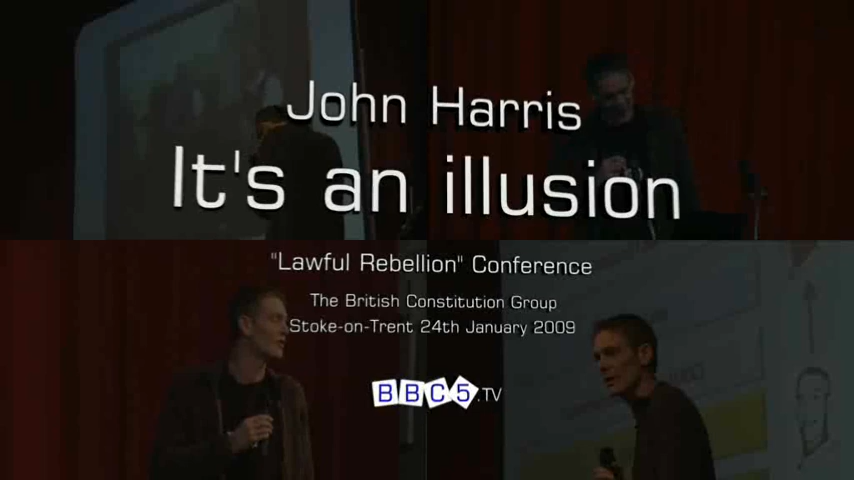 John Harris
It's an illusion
"Lawful Rebellion" Conference
The British Constitution Group
Stoke-on-Trent 24th January 2009
BBC5.TV